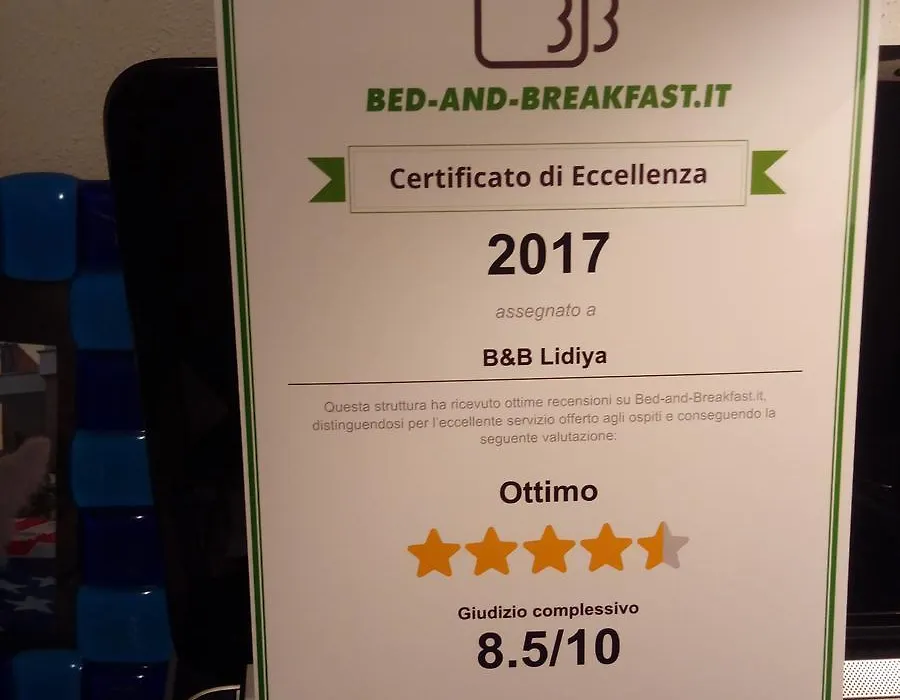 BED-AND-BREAKFAST.IT
Certificato di Eccellenza
2017
assegnato a
B&B Lidiya
Questa struttura ha ricevuto ottime recensioni su Bed-and-Breakfast.it,
distinguendosi per l'eccellente servizio offerto agli ospiti e conseguendo la
seguente valutazione:
Ottimo
Giudizio complessivo
8.5/10